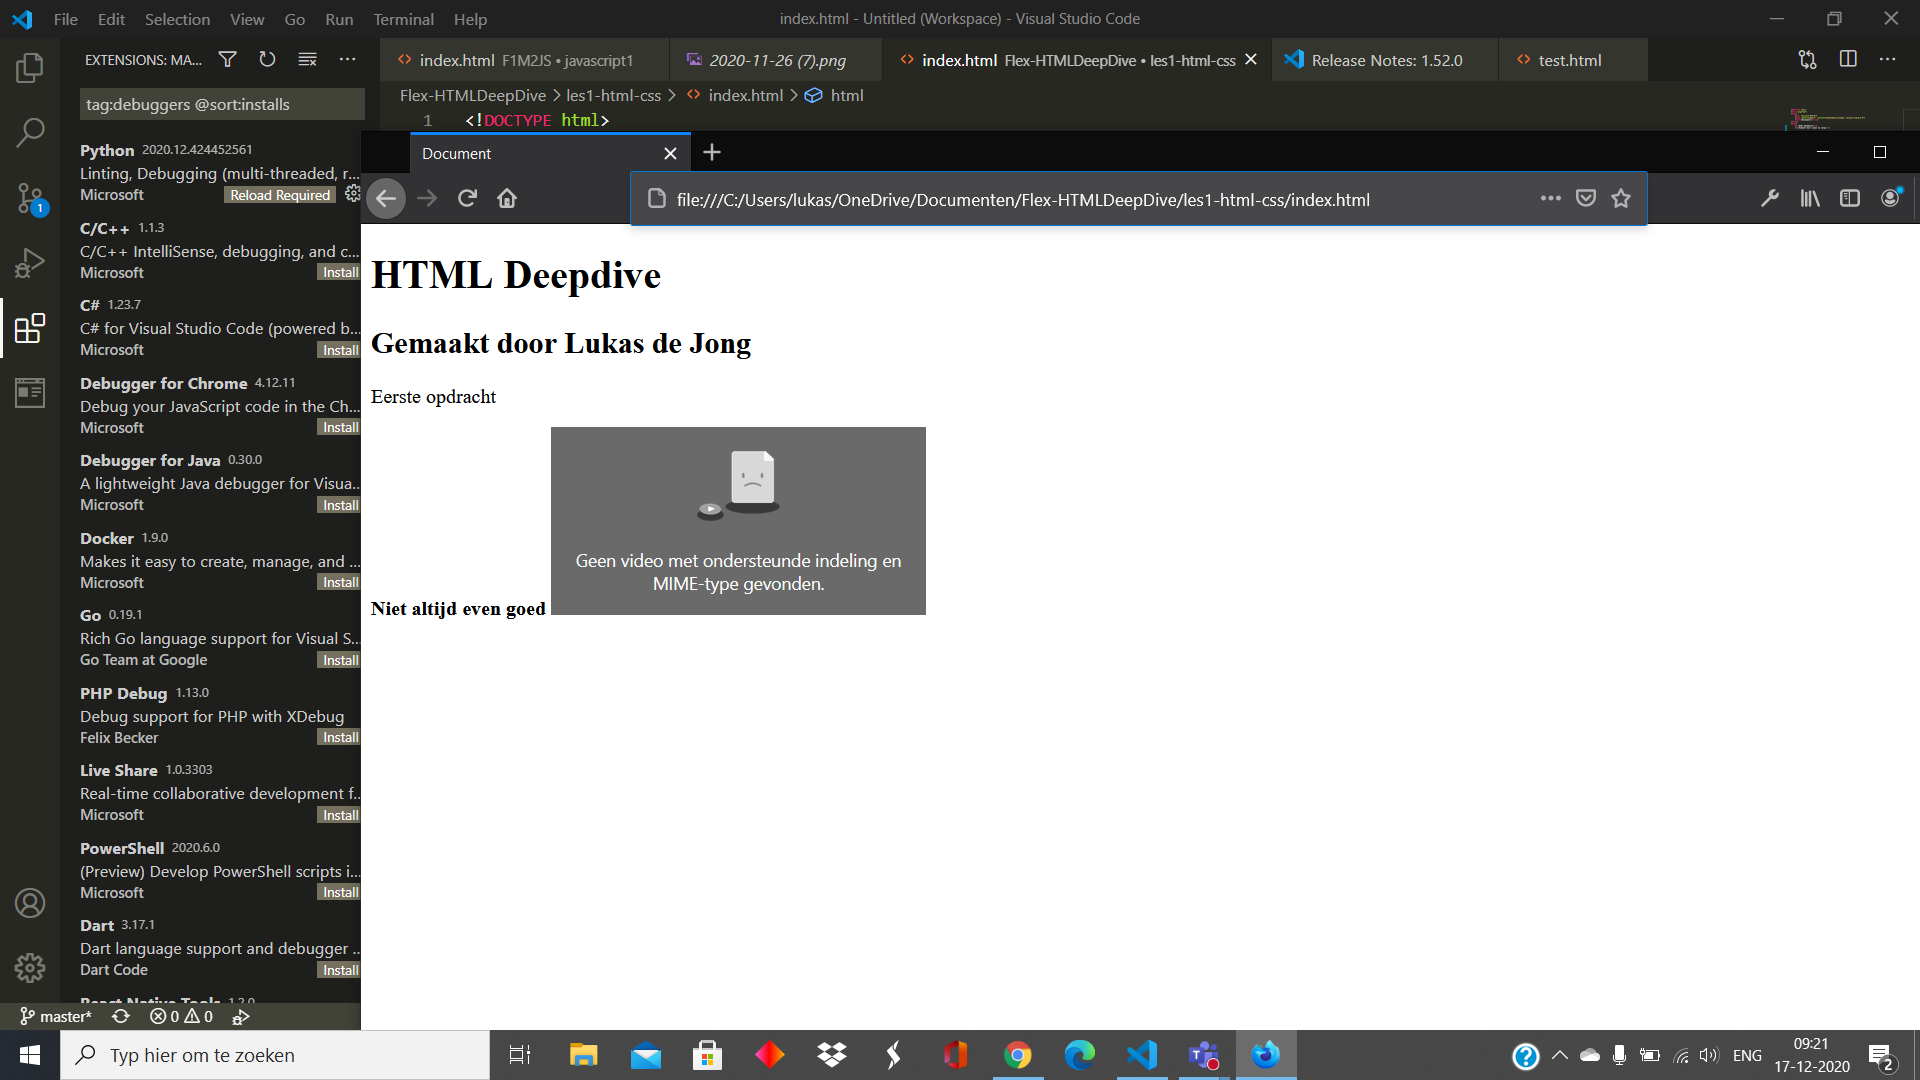 File Edit Selection View Go Run Terminal Help
index.html - Untitled (Workspace) - Visual Studio Code
EXTENSIONS: MA...
index.html F1M2JS • javascript1
2020-11-26 (7).png
index.html Flex-HTMLDeepDive • les1-html-css
Release Notes: 1.52.0
test.html
tag:debuggers @sort:installs
Flex-HTMLDeepDive > les1-html-css > index.html > html
1 <!DOCTYPE html>
Python 2020.12.424452561
Linting, Debugging (multi-threaded, r...
Microsoft Reload Required
C/C++ 1.1.3
C/C++ IntelliSense, debugging, and c...
Microsoft Install
C# 1.23.7
C# for Visual Studio Code (powered b...
Microsoft Install
Debugger for Chrome 4.12.11
Debug your JavaScript code in the Ch...
Microsoft Install
Debugger for Java 0.30.0
A lightweight Java debugger for Visua...
Microsoft Install
Docker 1.9.0
Makes it easy to create, manage, and ...
Microsoft Install
Go 0.19.1
Rich Go language support for Visual S...
Go Team at Google Install
PHP Debug 1.13.0
Debug support for PHP with XDebug
Felix Becker Install
Live Share 1.0.3303
Real-time collaborative development f...
Microsoft Install
PowerShell 2020.6.0
(Preview) Develop PowerShell scripts i...
Microsoft Install
Dart 3.17.1
Dart language support and debugger ...
Dart Code Install
React Native Tools 1.2.0
1
master*
0 0
Document
file:///C:/Users/lukas/OneDrive/Documenten/Flex-HTMLDeepDive/les1-html-css/index.html
HTML Deepdive
Gemaakt door Lukas de Jong
Eerste opdracht
Geen video met ondersteunde indeling en
MIME-type gevonden.
Niet altijd even goed
Typ hier om te zoeken
ENG
09:21
17-12-2020
2